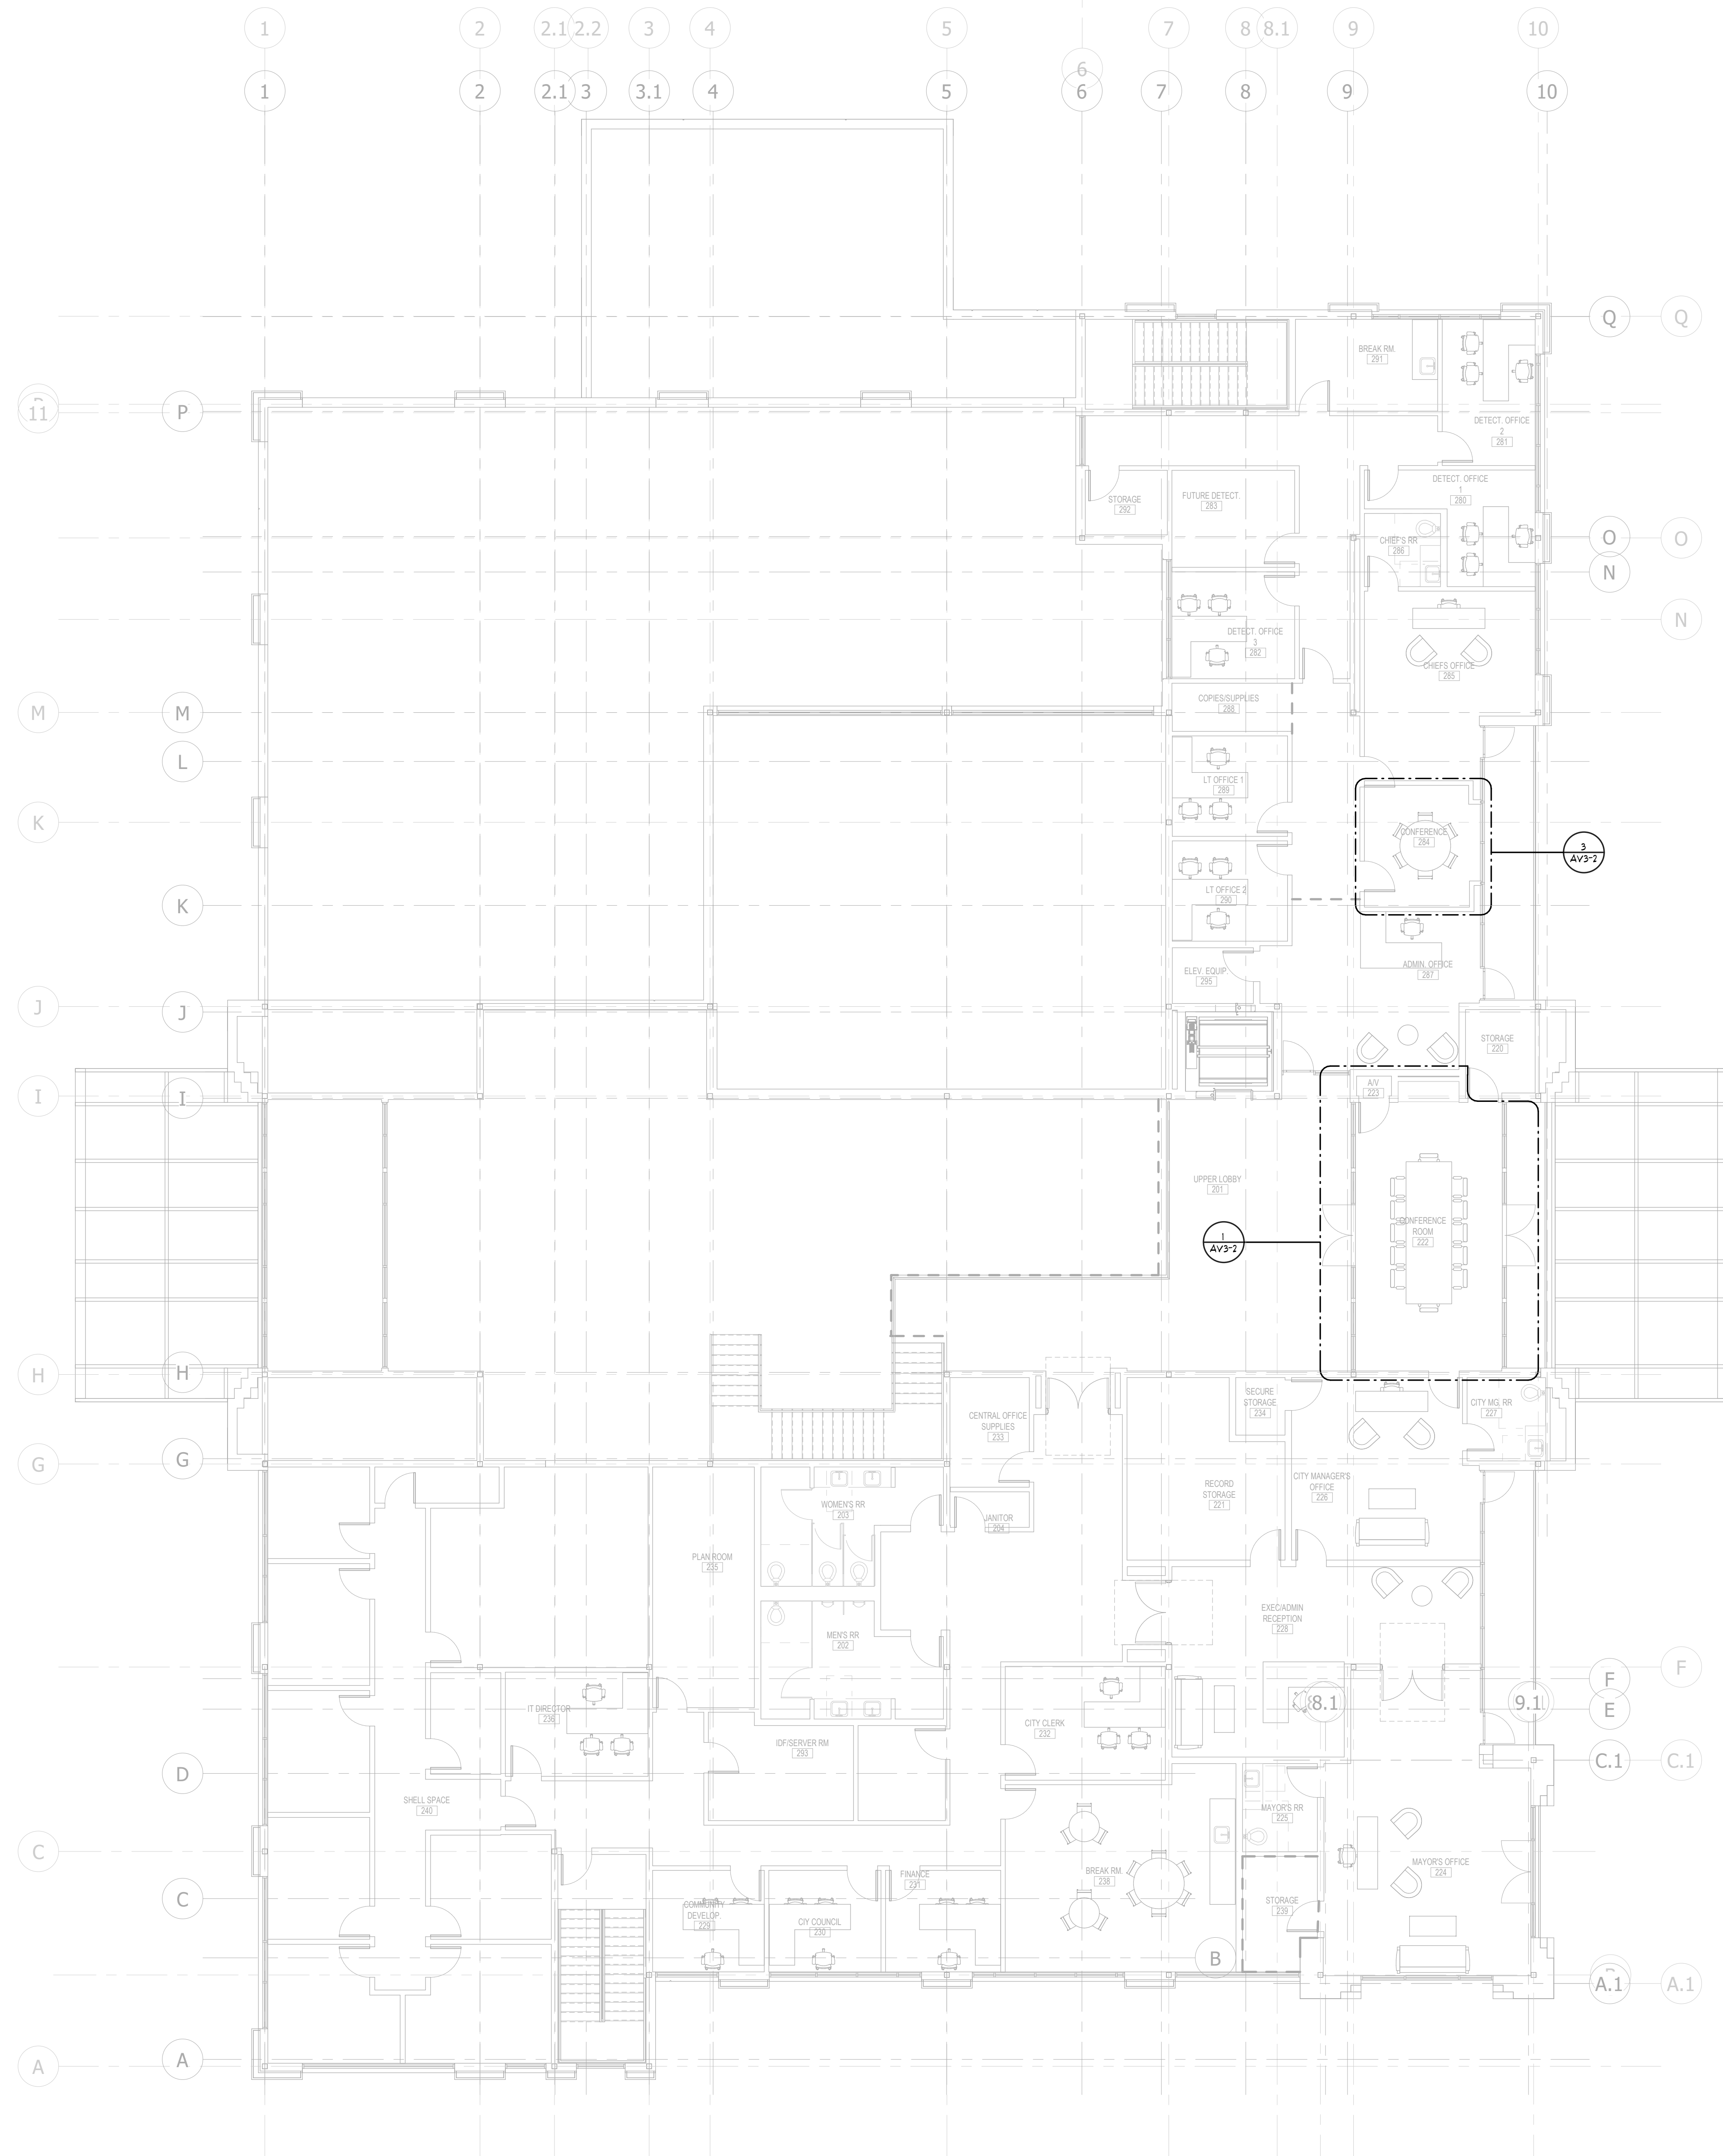 1
2
2.1
2.2
3
4
5
6
7
8
8.1
9
10
1
2
2.1
3
3.1
4
5
6
7
8
9
10
Q
Q
BREAK RM.
291
11
P
DETECT. OFFICE
2
281
DETECT. OFFICE
1
280
STORAGE
292
FUTURE DETECT.
283
CHIEF'S RR
286
O
O
N
N
DETECT. OFFICE
3
282
CHIEFS OFFICE
285
COPIES/SUPPLIES
288
M
M
L
LT OFFICE 1
289
K
CONFERENCE
284
3
AV3-2
LT OFFICE 2
290
K
ADMIN. OFFICE
287
ELEV. EQUIP.
295
J
J
STORAGE
220
A/V
223
I
I
UPPER LOBBY
201
CONFERENCE
ROOM
222
1
AV3-2
H
H
SECURE
STORAGE
234
CENTRAL OFFICE
SUPPLIES
233
CITY MG. RR
227
G
G
RECORD
STORAGE
221
CITY MANAGER'S
OFFICE
226
WOMEN'S RR
203
JANITOR
204
PLAN ROOM
235
EXEC/ADMIN
RECEPTION
228
MEN'S RR
202
F
F
E
8.1
9.1
IT DIRECTOR
236
CITY CLERK
232
IDF/SERVER RM
293
C.1
C.1
D
SHELL SPACE
240
MAYOR'S RR
225
C
MAYOR'S OFFICE
224
BREAK RM.
238
FINANCE
231
C
STORAGE
239
COMMUNITY
DEVELOP.
229
CIY COUNCIL
230
B
A.1
A.1
A
A